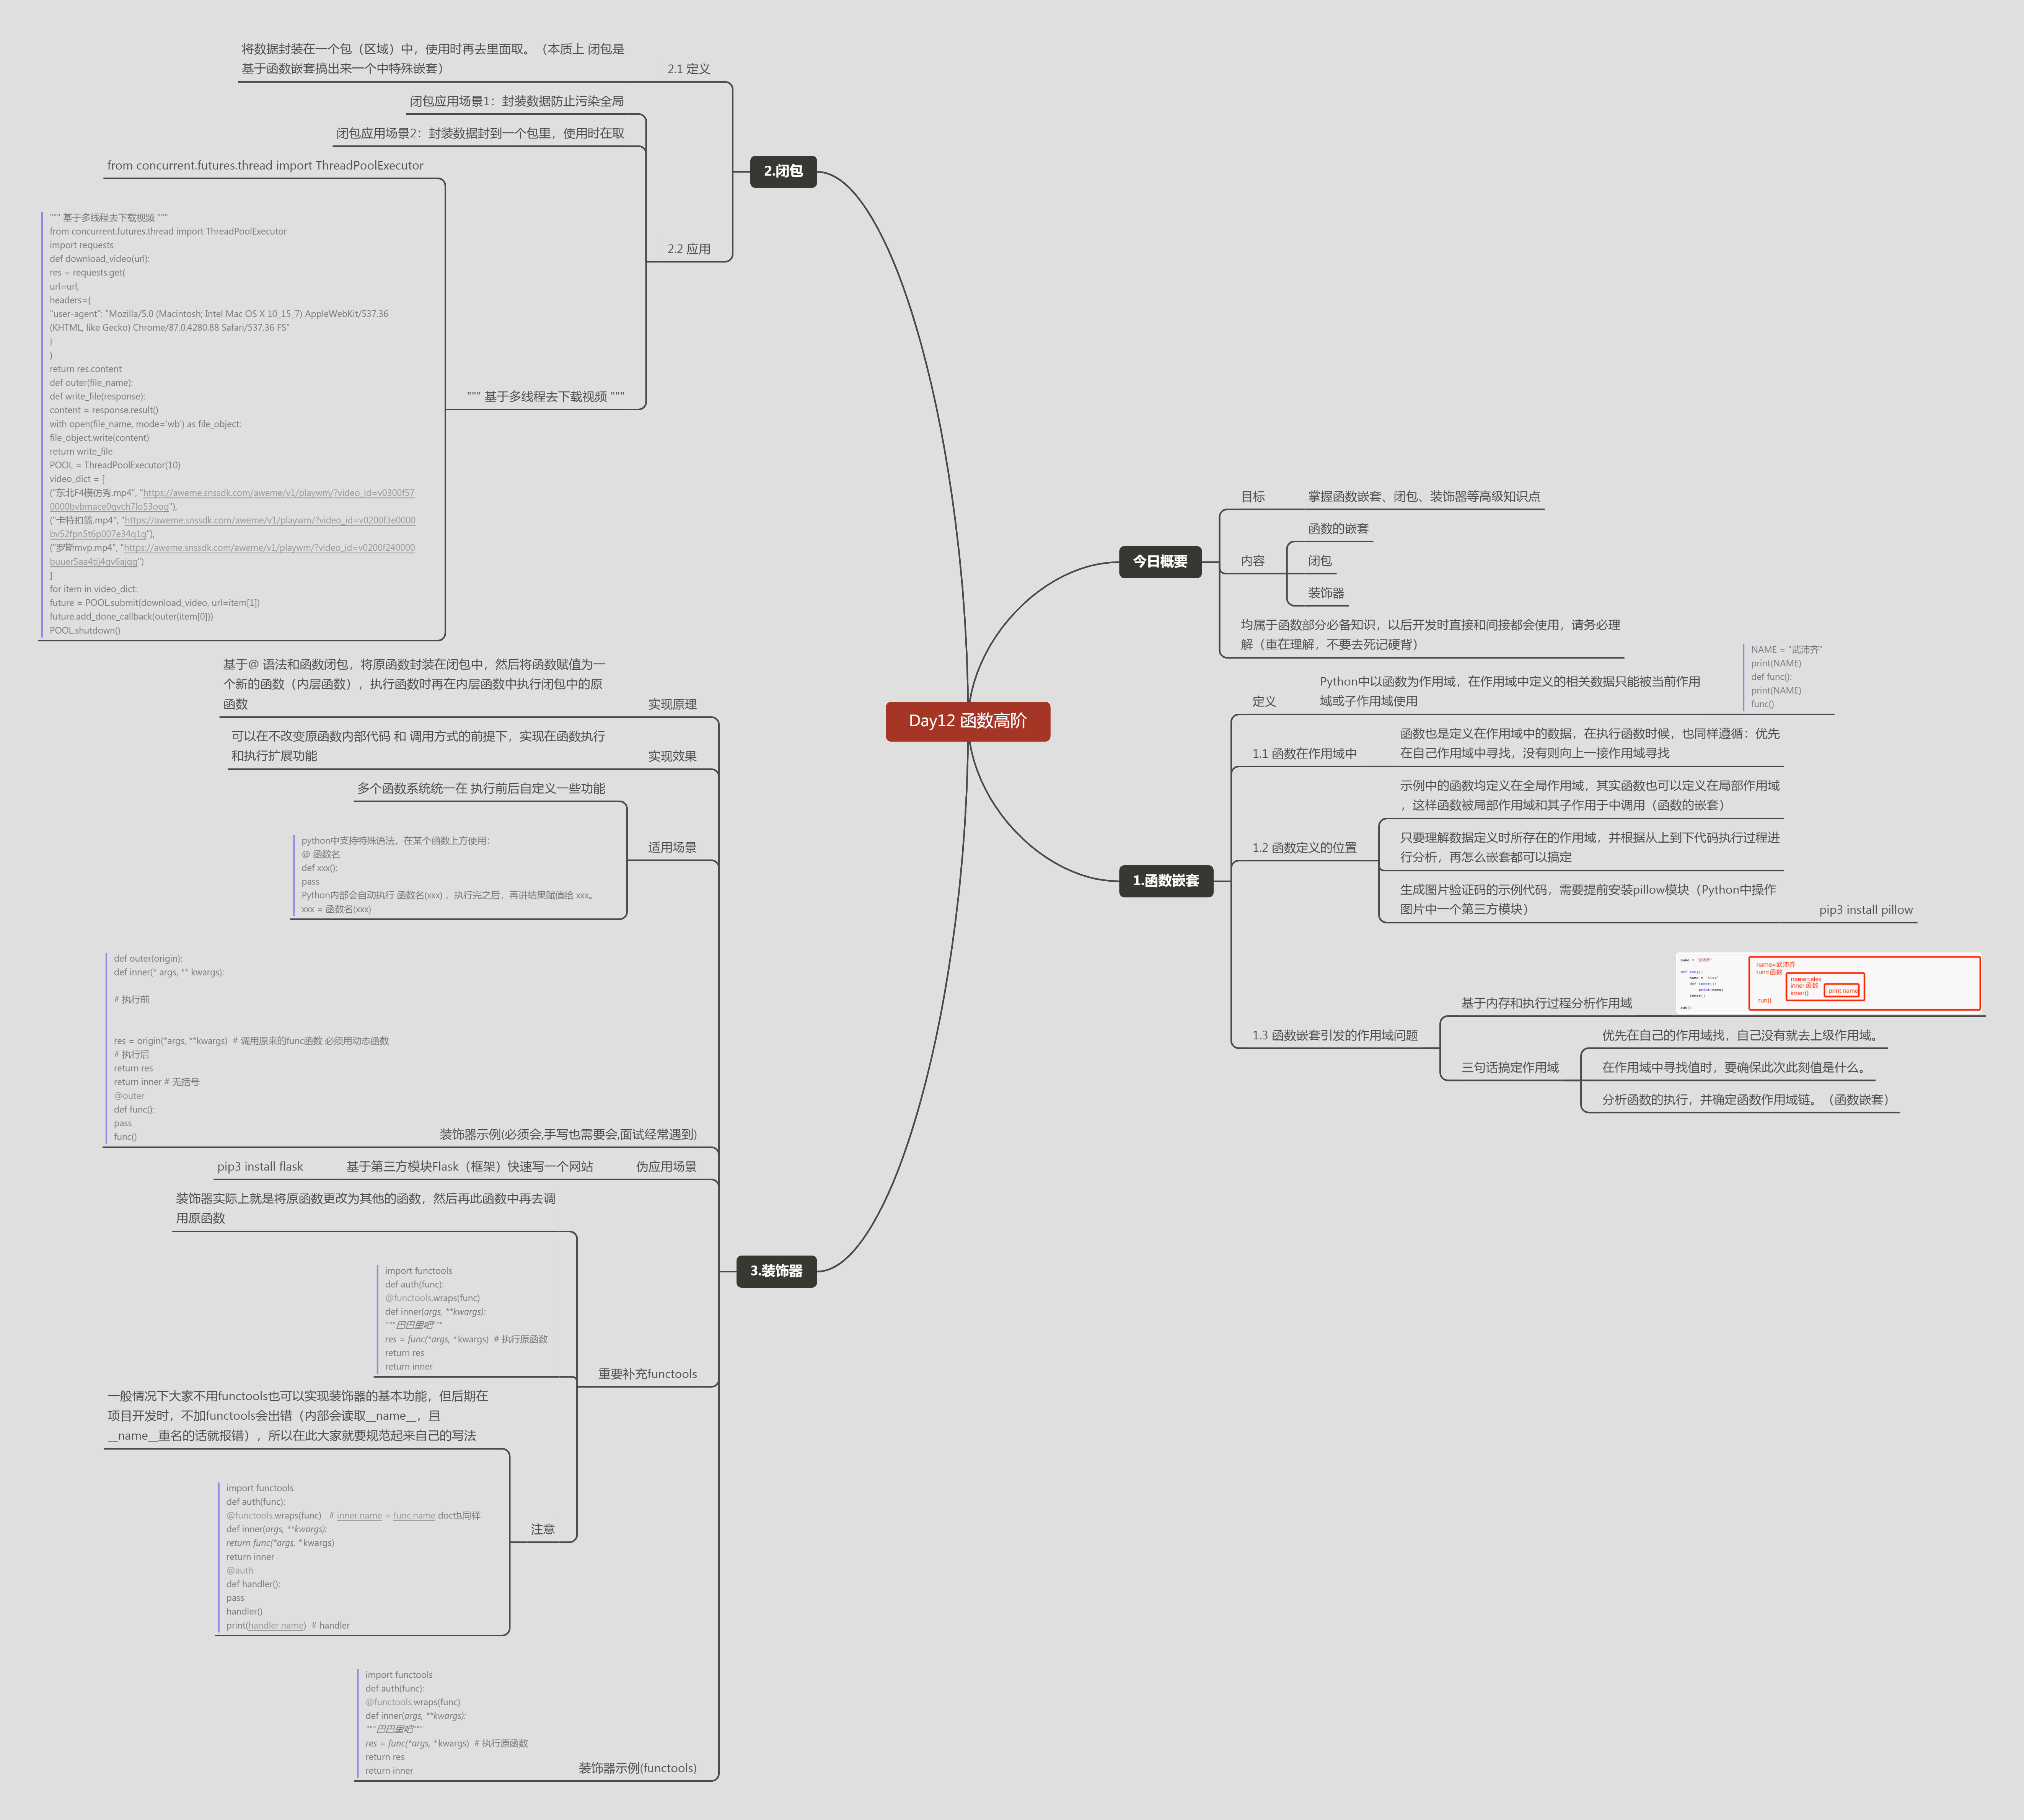 Day12 函数高阶
今日概要
目标
掌握函数嵌套、闭包、装饰器等高级知识点
内容
函数的嵌套
闭包
装饰器
均属于函数部分必备知识，以后开发时直接和间接都会使用，请务必理
解（重在理解，不要去死记硬背）
1.函数嵌套
定义
Python中以函数为作用域，在作用域中定义的相关数据只能被当前作用
域或子作用域使用
NAME = "武沛齐"
print(NAME)
def func():
print(NAME)
func()
1.1 函数在作用域中
函数也是定义在作用域中的数据，在执行函数时候，也同样遵循：优先
在自己作用域中寻找，没有则向上一接作用域寻找
1.2 函数定义的位置
示例中的函数均定义在全局作用域，其实函数也可以定义在局部作用域
，这样函数被局部作用域和其子作用于中调用（函数的嵌套）
只要理解数据定义时所存在的作用域，并根据从上到下代码执行过程进
行分析，再怎么嵌套都可以搞定
生成图片验证码的示例代码，需要提前安装pillow模块（Python中操作
图片中一个第三方模块）
pip3 install pillow
1.3 函数嵌套引发的作用域问题
基于内存和执行过程分析作用域
name = "武沛齐"
def run():
name = "alex"
def inner():
print(name)
inner()
run()
name=武沛齐
run=函数
name=alex
inner 函数
inner()
print name
run()
三句话搞定作用域
优先在自己的作用域找，自己没有就去上级作用域。
在作用域中寻找值时，要确保此次此刻值是什么。
分析函数的执行，并确定函数作用域链。（函数嵌套）
2.闭包
2.1 定义
将数据封装在一个包（区域）中，使用时再去里面取。（本质上 闭包是
基于函数嵌套搞出来一个中特殊嵌套）
2.2 应用
闭包应用场景1：封装数据防止污染全局
闭包应用场景2：封装数据封到一个包里，使用时在取
""" 基于多线程去下载视频 """
from concurrent.futures.thread import ThreadPoolExecutor
""" 基于多线程去下载视频 """
from concurrent.futures.thread import ThreadPoolExecutor
import requests
def download_video(url):
res = requests.get(
url=url,
headers={
"user-agent": "Mozilla/5.0 (Macintosh; Intel Mac OS X 10_15_7) AppleWebKit/537.36
(KHTML, like Gecko) Chrome/87.0.4280.88 Safari/537.36 FS"
}
)
return res.content
def outer(file_name):
def write_file(response):
content = response.result()
with open(file_name, mode='wb') as file_object:
file_object.write(content)
return write_file
POOL = ThreadPoolExecutor(10)
video_dict = [
("东北F4模仿秀.mp4", "https://aweme.snssdk.com/aweme/v1/playwm/?video_id=v0300f57
0000bvbmace0gvch7lo53oog"),
("卡特扣篮.mp4", "https://aweme.snssdk.com/aweme/v1/playwm/?video_id=v0200f3e0000
bv52fpn5t6p007e34q1g"),
("罗斯mvp.mp4", "https://aweme.snssdk.com/aweme/v1/playwm/?video_id=v0200f240000
buuer5aa4tij4gv6ajqg")
]
for item in video_dict:
future = POOL.submit(download_video, url=item[1])
future.add_done_callback(outer(item[0]))
POOL.shutdown()
3.装饰器
实现原理
基于@ 语法和函数闭包，将原函数封装在闭包中，然后将函数赋值为一
个新的函数（内层函数），执行函数时再在内层函数中执行闭包中的原
函数
实现效果
可以在不改变原函数内部代码 和 调用方式的前提下，实现在函数执行
和执行扩展功能
适用场景
多个函数系统统一在 执行前后自定义一些功能
python中支持特殊语法，在某个函数上方使用：
@ 函数名
def xxx():
pass
Python内部会自动执行 函数名(xxx) ，执行完之后，再讲结果赋值给 xxx。
xxx = 函数名(xxx)
装饰器示例(必须会,手写也需要会,面试经常遇到)
def outer(origin):
def inner(* args, ** kwargs):
# 执行前
res = origin(*args, **kwargs)  # 调用原来的func函数 必须用动态函数
# 执行后
return res
return inner # 无括号
@outer
def func():
pass
func()
伪应用场景
基于第三方模块Flask（框架）快速写一个网站
pip3 install flask
重要补充functools
装饰器实际上就是将原函数更改为其他的函数，然后再此函数中再去调
用原函数
import functools
def auth(func):
@functools.wraps(func)
def inner(args, **kwargs):
"""巴巴里吧"""
res = func(*args, *kwargs)  # 执行原函数
return res
return inner
注意
一般情况下大家不用functools也可以实现装饰器的基本功能，但后期在
项目开发时，不加functools会出错（内部会读取__name__，且
__name__重名的话就报错），所以在此大家就要规范起来自己的写法
import functools
def auth(func):
@functools.wraps(func)   # inner.name = func.name doc也同样
def inner(args, **kwargs):
return func(*args, *kwargs)
return inner
@auth
def handler():
pass
handler()
print(handler.name)  # handler
装饰器示例(functools)
import functools
def auth(func):
@functools.wraps(func)
def inner(args, **kwargs):
"""巴巴里吧"""
res = func(*args, *kwargs)  # 执行原函数
return res
return inner